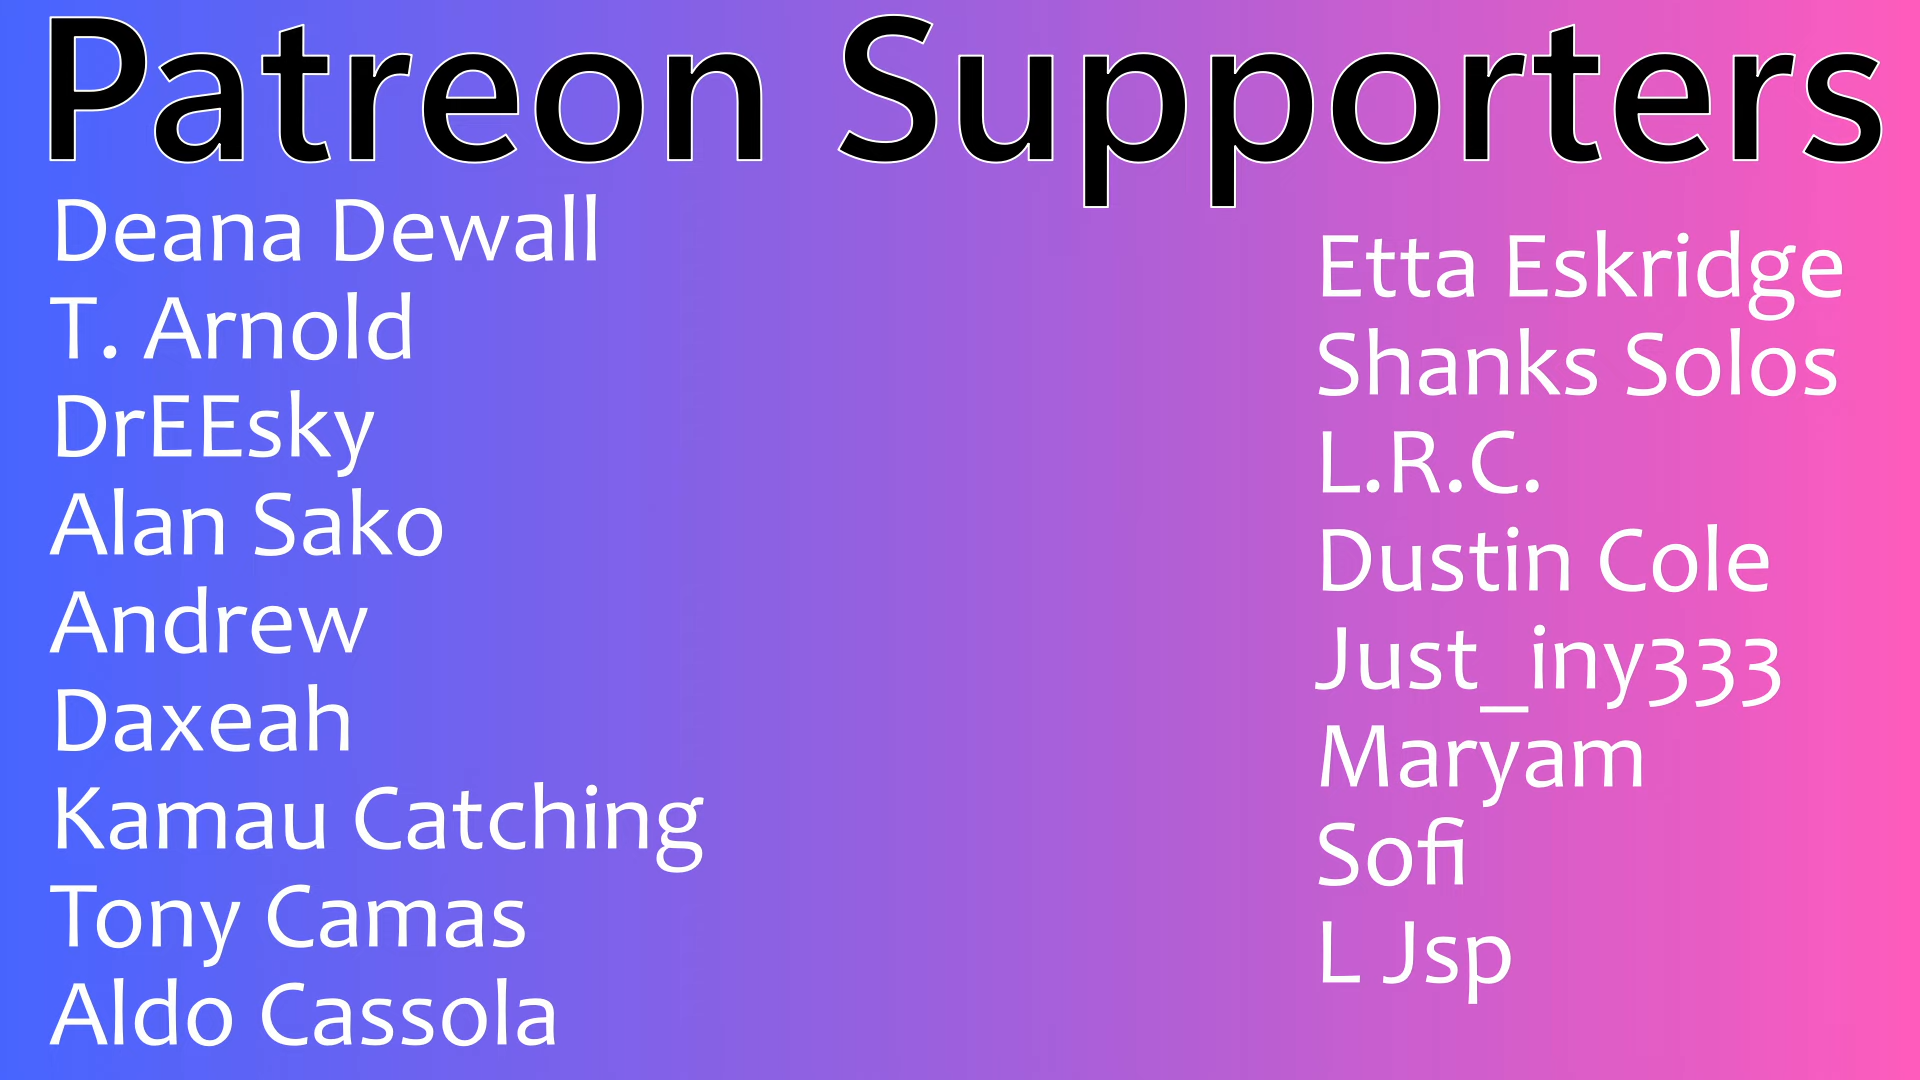 Patreon Supporters
Deana Dewall
T. Arnold
DrEEsky
Alan Sako
Andrew
Daxeah
Kamau Catching
Tony Camas
Aldo Cassola
Etta Eskridge
Shanks Solos
L.R.C.
Dustin Cole
Just_iny333
Maryam
Sofi
L Jsp